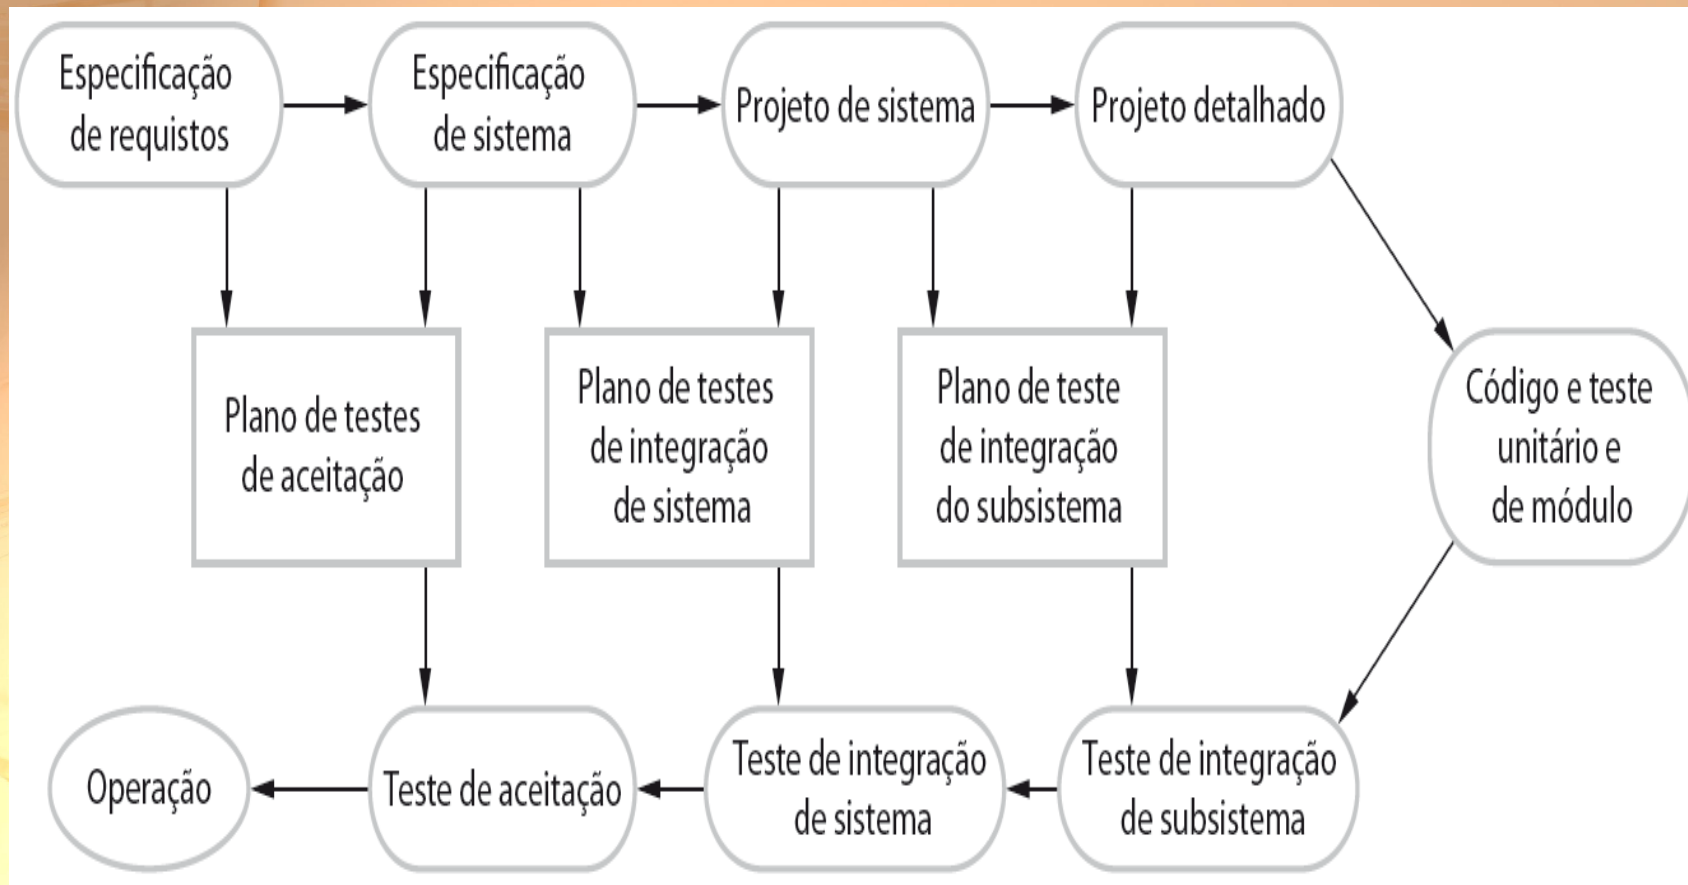 Especificação
de requistos
Especificação
de sistema
Projeto de sistema
Projeto detalhado
Plano de testes
de aceitação
Plano de testes
de integração
de sistema
Plano de teste
de integração
do subsistema
Código e teste
unitário e
de módulo
Operação
Teste de aceitação
Teste de integração
de sistema
Teste de integração
de subsistema